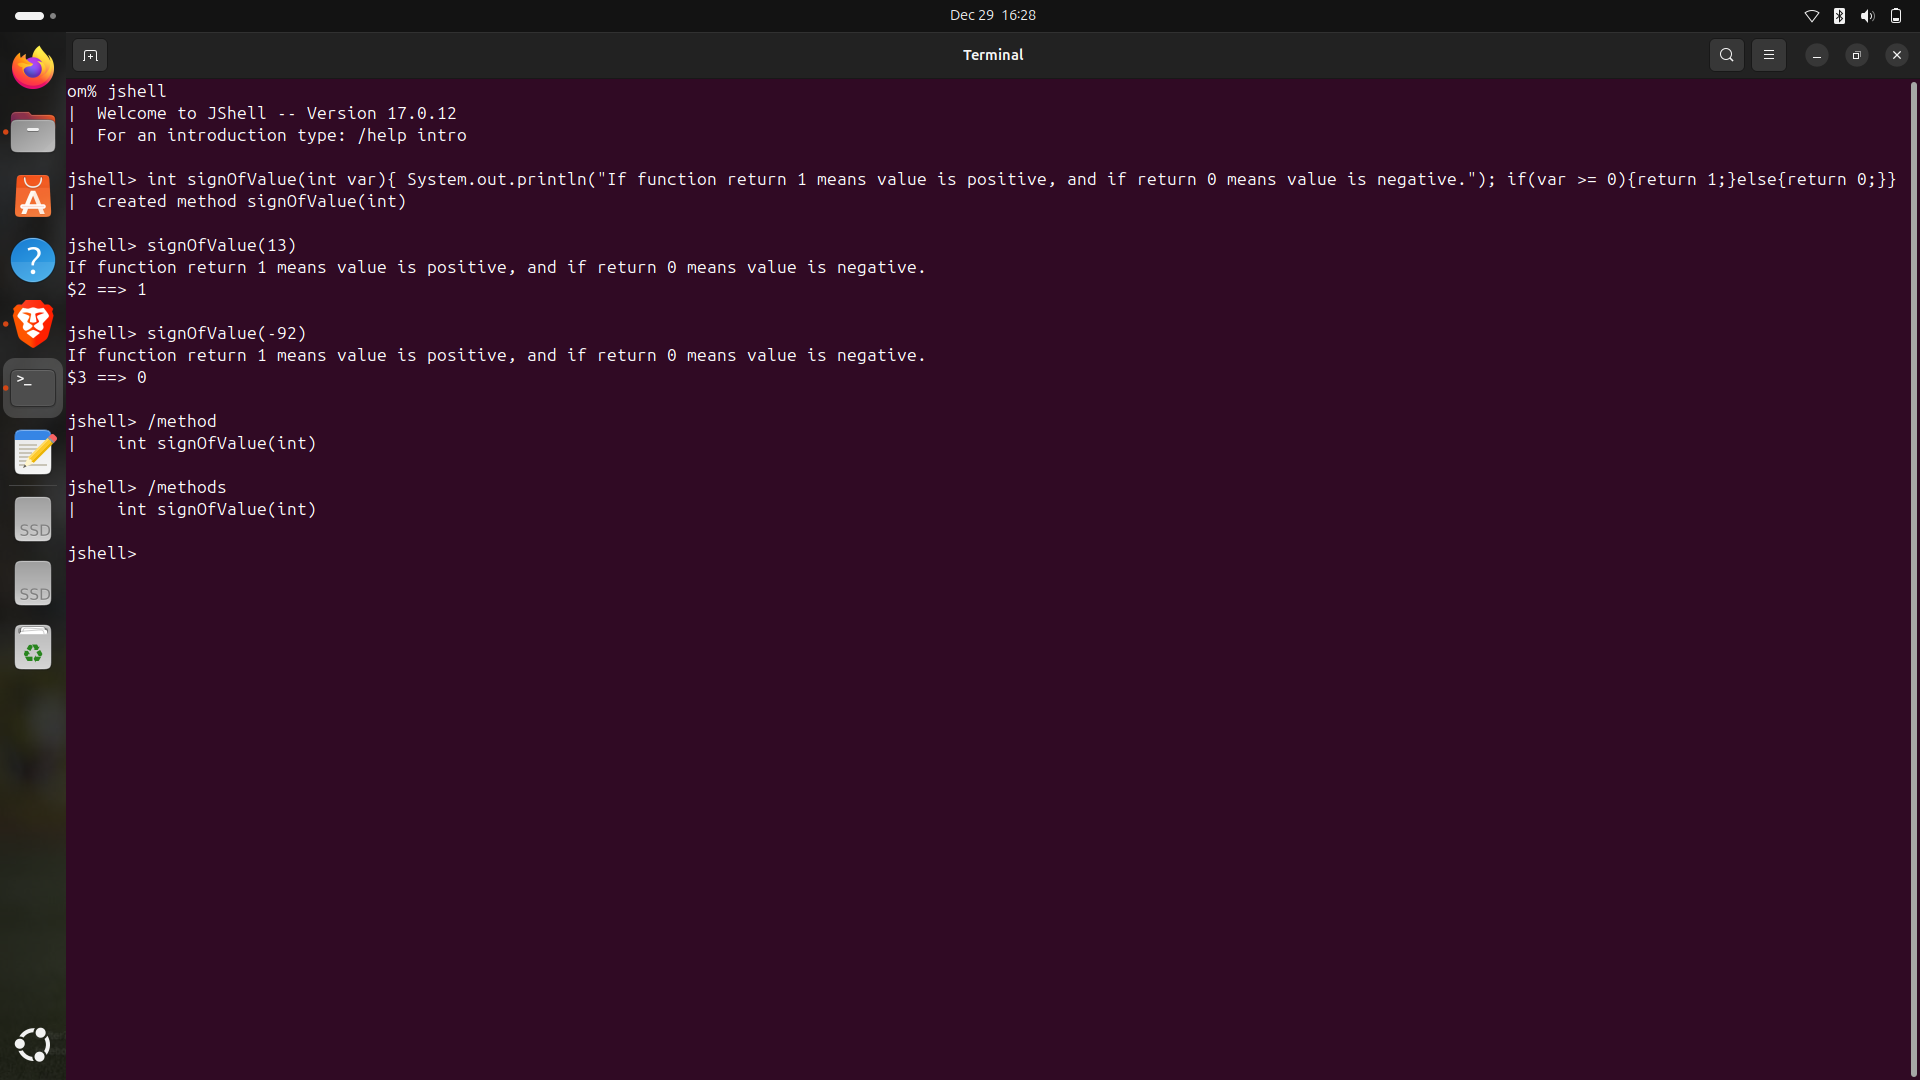 Dec 29 16:28
Terminal
om% jshell
| Welcome to JShell -- Version 17.0.12
| For an introduction type: /help intro
jshell> int signOfValue(int var){ System.out.println("If function return 1 means value is positive, and if return 0 means value is negative."); if(var >= 0){return 1;}else{return 0;}}
| created method signOfValue(int)
jshell> signOfValue(13)
If function return 1 means value is positive, and if return 0 means value is negative.
$2 ==> 1
jshell> signOfValue(-92)
If function return 1 means value is positive, and if return 0 means value is negative.
$3 ==> 0
jshell> /method
| int signOfValue(int)
jshell> /methods
| int signOfValue(int)
jshell>
SSD
SSD